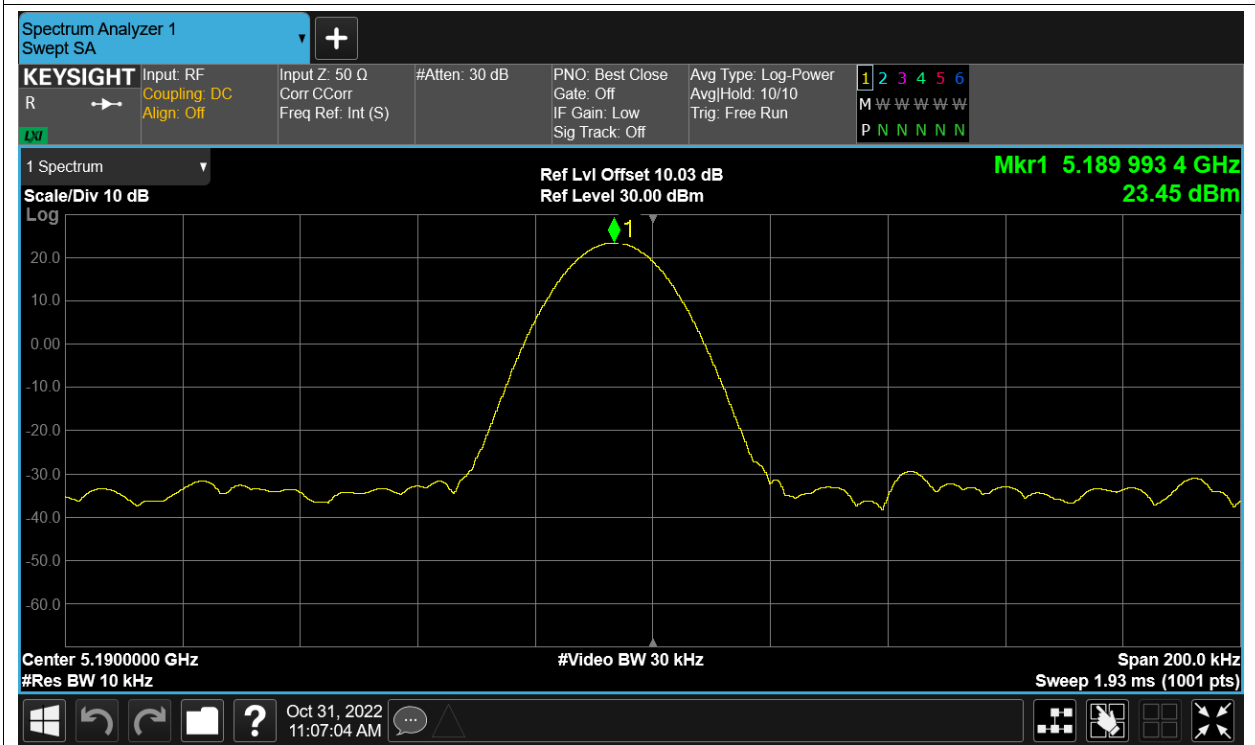 Spectrum Analyzer 1
Swept SA
KEYSIGHT
R
LXI
Input: RF
Coupling: DC
Align: Off
Input Z: 50 Ω
Corr CCorr
Freq Ref: Int (S)
#Atten: 30 dB
PNO: Best Close
Gate: Off
IF Gain: Low
Sig Track: Off
Avg Type: Log-Power
Avg|Hold: 10/10
Trig: Free Run
1 2 3 4 5 6
M W W W W W
P N N N N N
1 Spectrum
Scale/Div 10 dB
Log
Ref Lvl Offset 10.03 dB
Ref Level 30.00 dBm
Mkr1 5.189 993 4 GHz
23.45 dBm
1
20.0
10.0
0.00
-10.0
-20.0
-30.0
-40.0
-50.0
-60.0
Center 5.1900000 GHz
#Res BW 10 kHz
#Video BW 30 kHz
Span 200.0 kHz
Sweep 1.93 ms (1001 pts)
?
Oct 31, 2022
11:07:04 AM